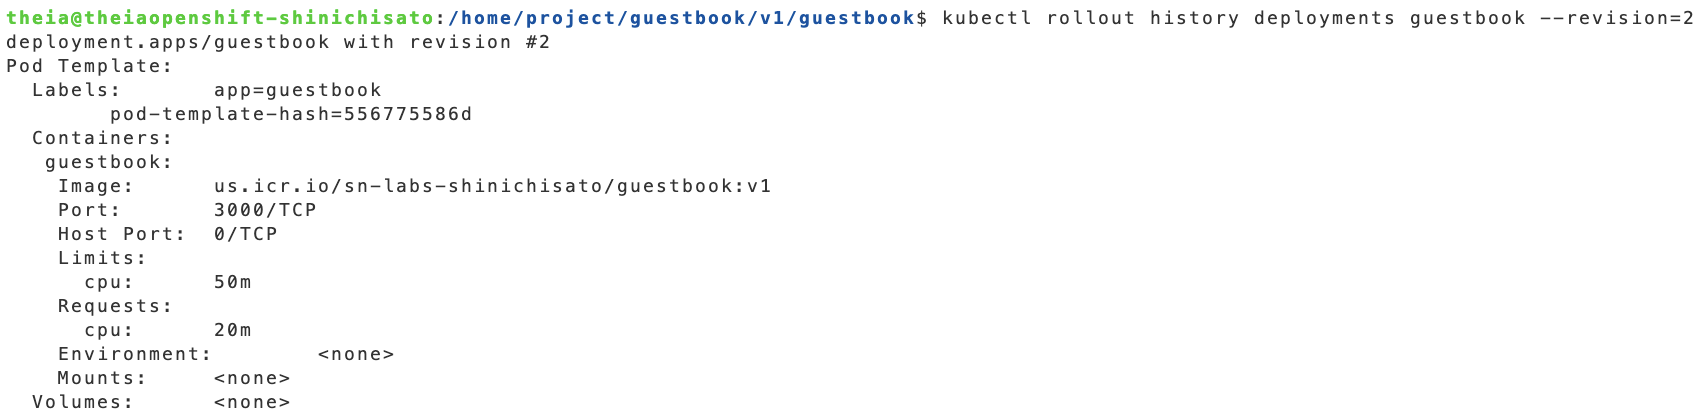 theia@theiaopenshift-shinichisato:/home/project/guestbook/v1/guestbook$ kubectl rollout history deployments guestbook --revision=2
deployment.apps/guestbook with revision #2
Pod Template:
  Labels:       app=guestbook
        pod-template-hash=556775586d
  Containers:
   guestbook:
    Image:      us.icr.io/sn-labs-shinichisato/guestbook:v1
    Port:       3000/TCP
    Host Port:  0/TCP
    Limits:
      cpu:      50m
    Requests:
      cpu:      20m
    Environment:        <none>
    Mounts:     <none>
  Volumes:      <none>